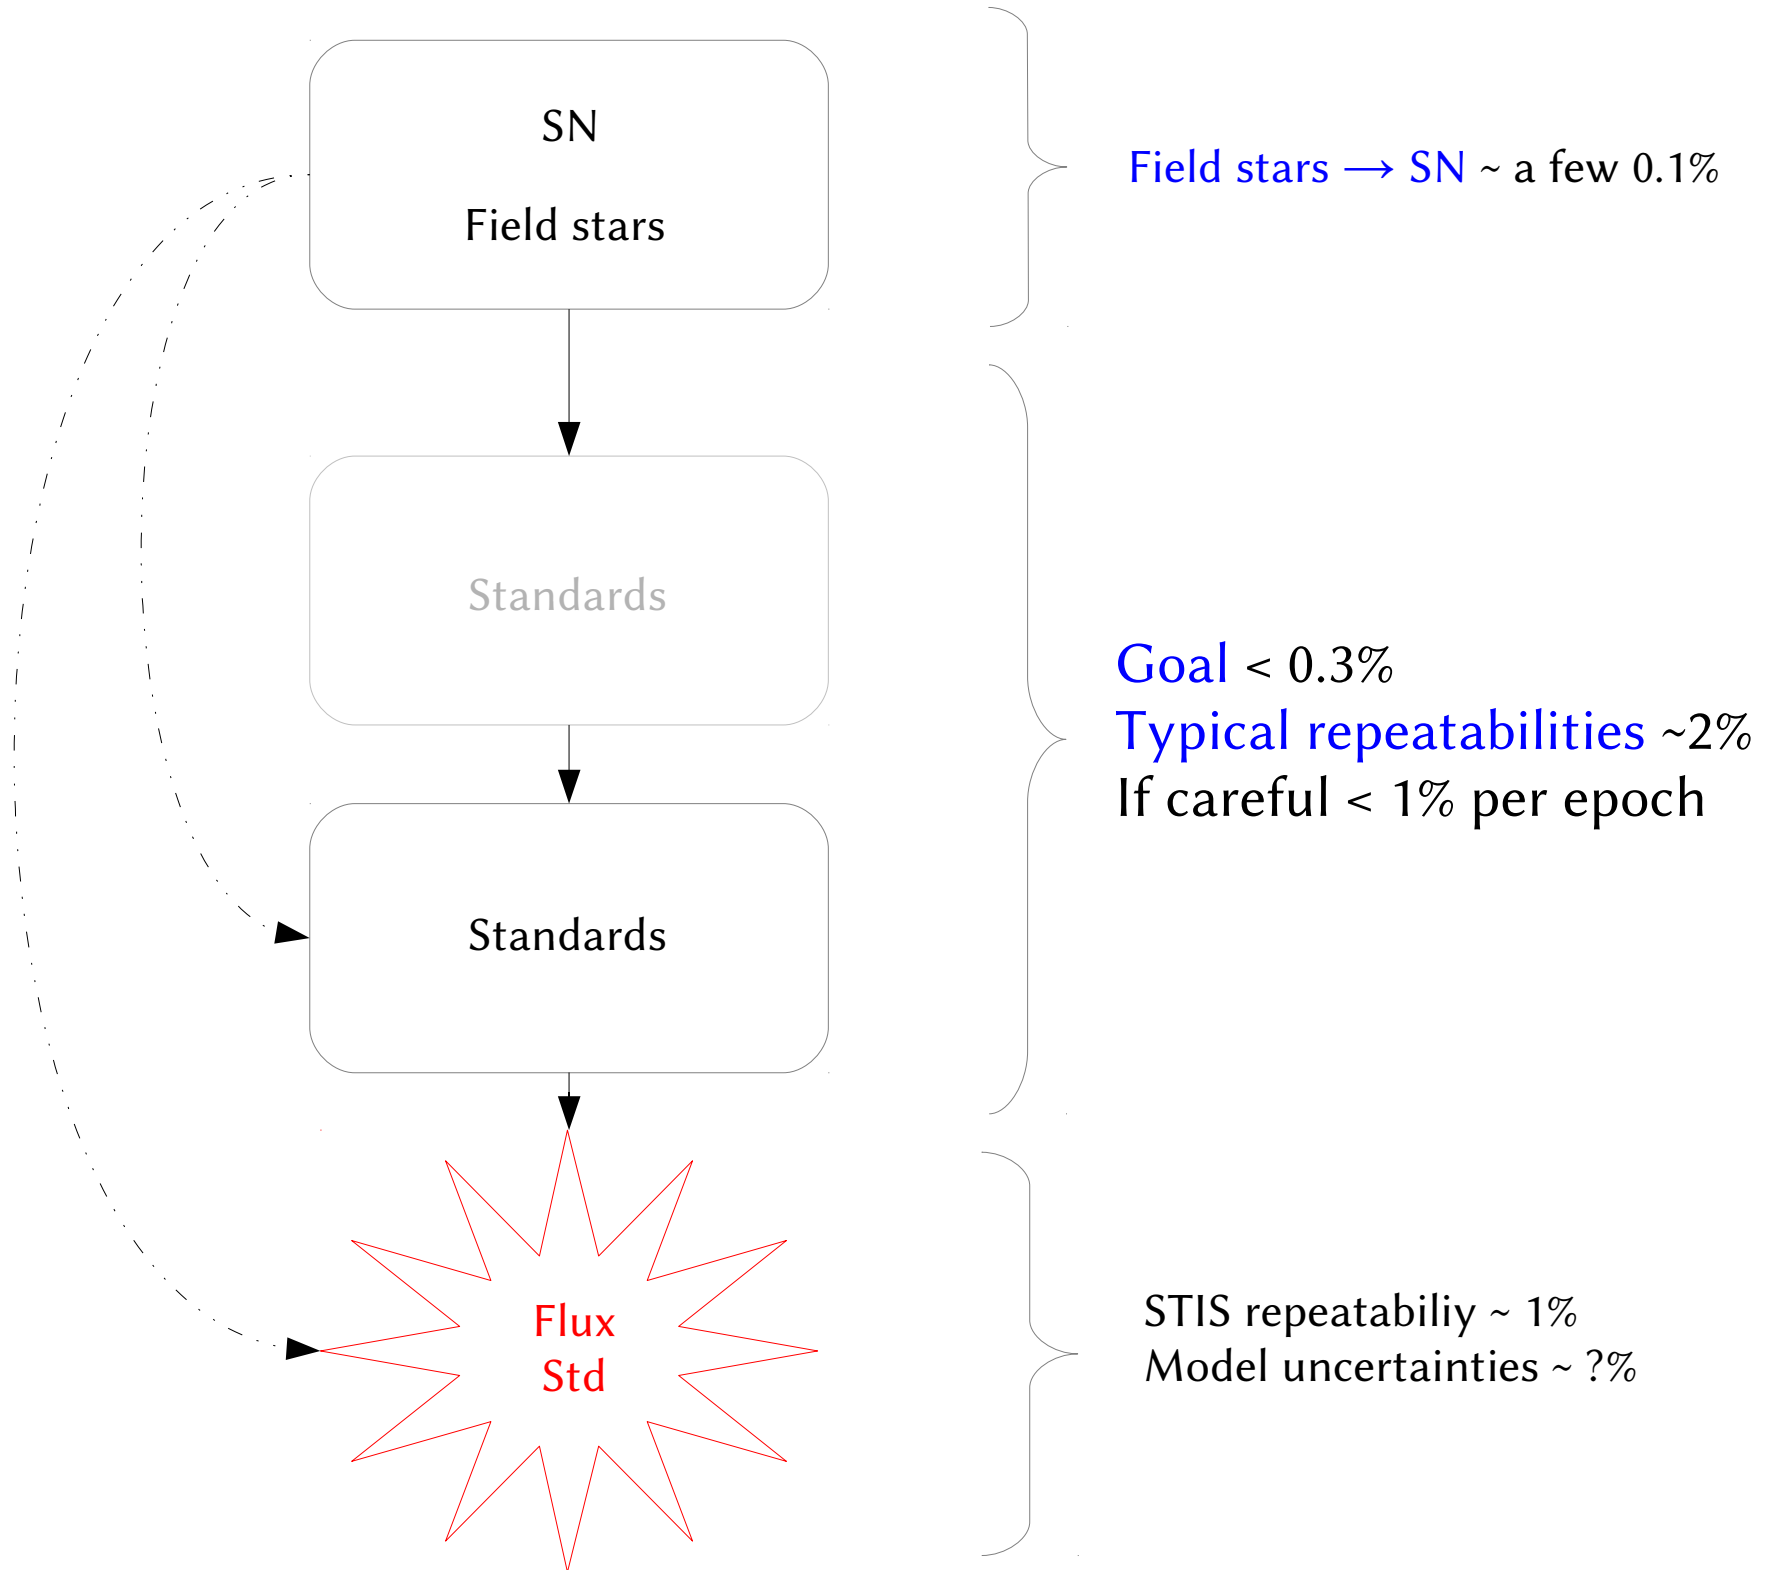 SN
Field stars
Field stars → SN ~ a few 0.1%
Standards
Goal < 0.3%
Typical repeatabilities ~2%
If careful < 1% per epoch
Standards
Flux
Std
STIS repeatabiliy ~ 1%
Model uncertainties ~ ?%